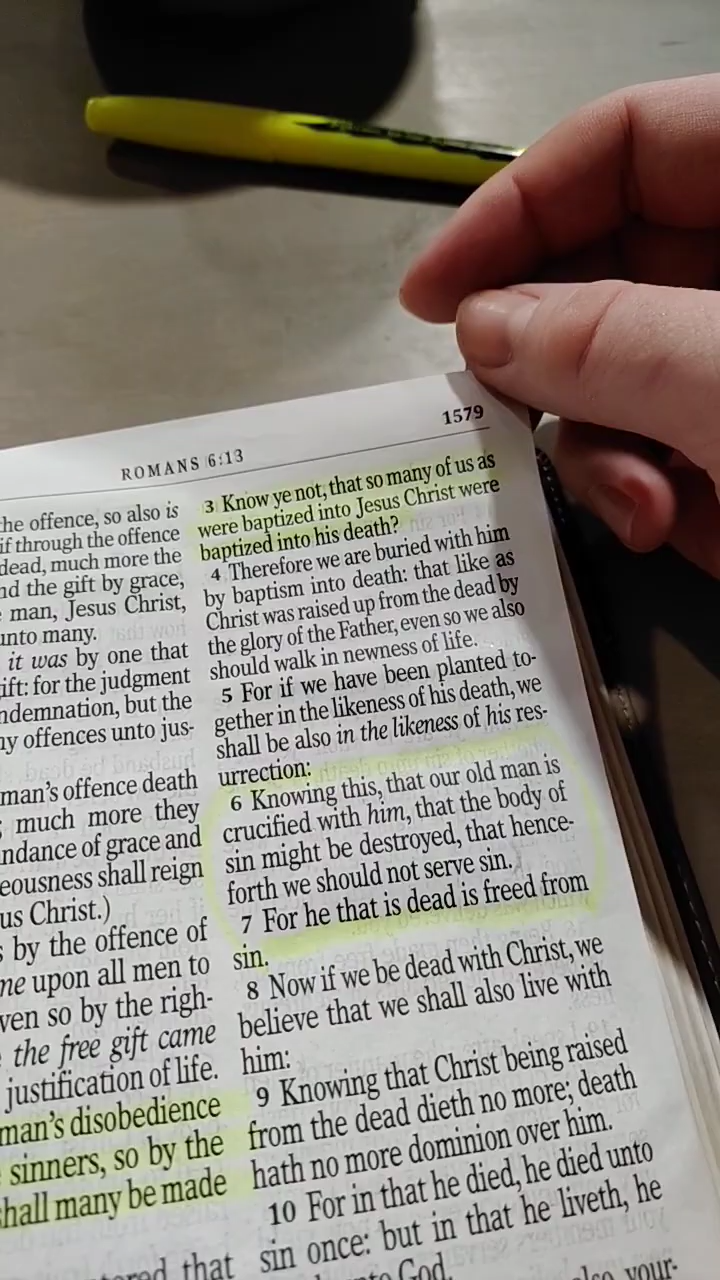 ROMANS 6:13
1579
the offence, so also is
if through the offence
dead, much more the
nd the gift by grace,
man, Jesus Christ,
unto many.
it was by one that
ift: for the judgment
ndemnation, but the
ny offences unto jus-
man's offence death
; much more they
ndance of grace and
teousness shall reign
us Christ.)
s by the offence of
me upon all men to
ven so by the righ-
the free gift came
justification of life.
man's disobedience
sinners, so by the
shall many be made
tered that
3 Know ye not, that so many of us as
were baptized into Jesus Christ were
baptized into his death?
4 Therefore we are buried with him
by baptism into death: that like as
Christ was raised up from the dead by
the glory of the Father, even so we also
should walk in newness of life.
5 For if we have been planted to-
gether in the likeness of his death, we
shall be also in the likeness of his res-
urrection:
6 Knowing this, that our old man is
crucified with him, that the body of
sin might be destroyed, that hence-
forth we should not serve sin.
7 For he that is dead is freed from
sin.
8 Now if we be dead with Christ, we
believe that we shall also live with
him:
9 Knowing that Christ being raised
from the dead dieth no more; death
hath no more dominion over him.
10 For in that he died, he died unto
sin once: but in that he liveth, he
unto God.
also your-